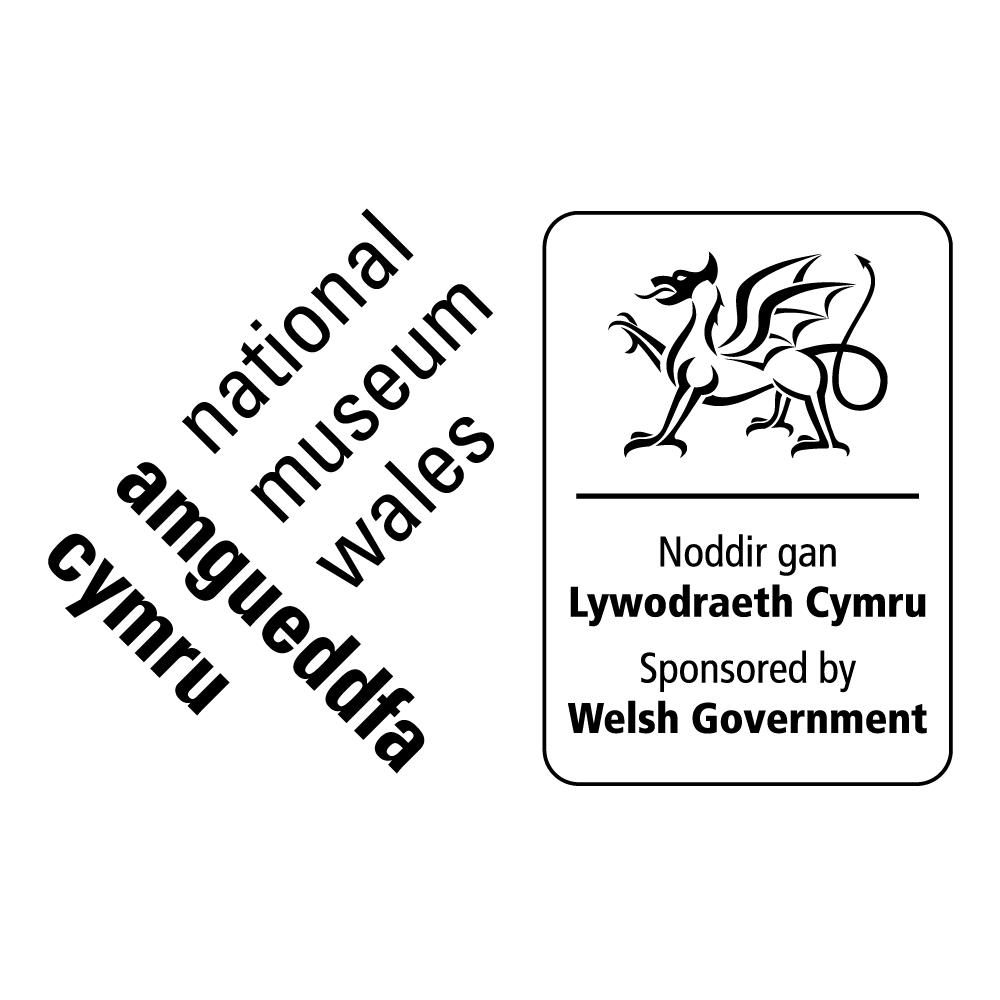 national
museum
wales
amgueddfa
cymru
Noddir gan
Lywodraeth Cymru
Sponsored by
Welsh Government